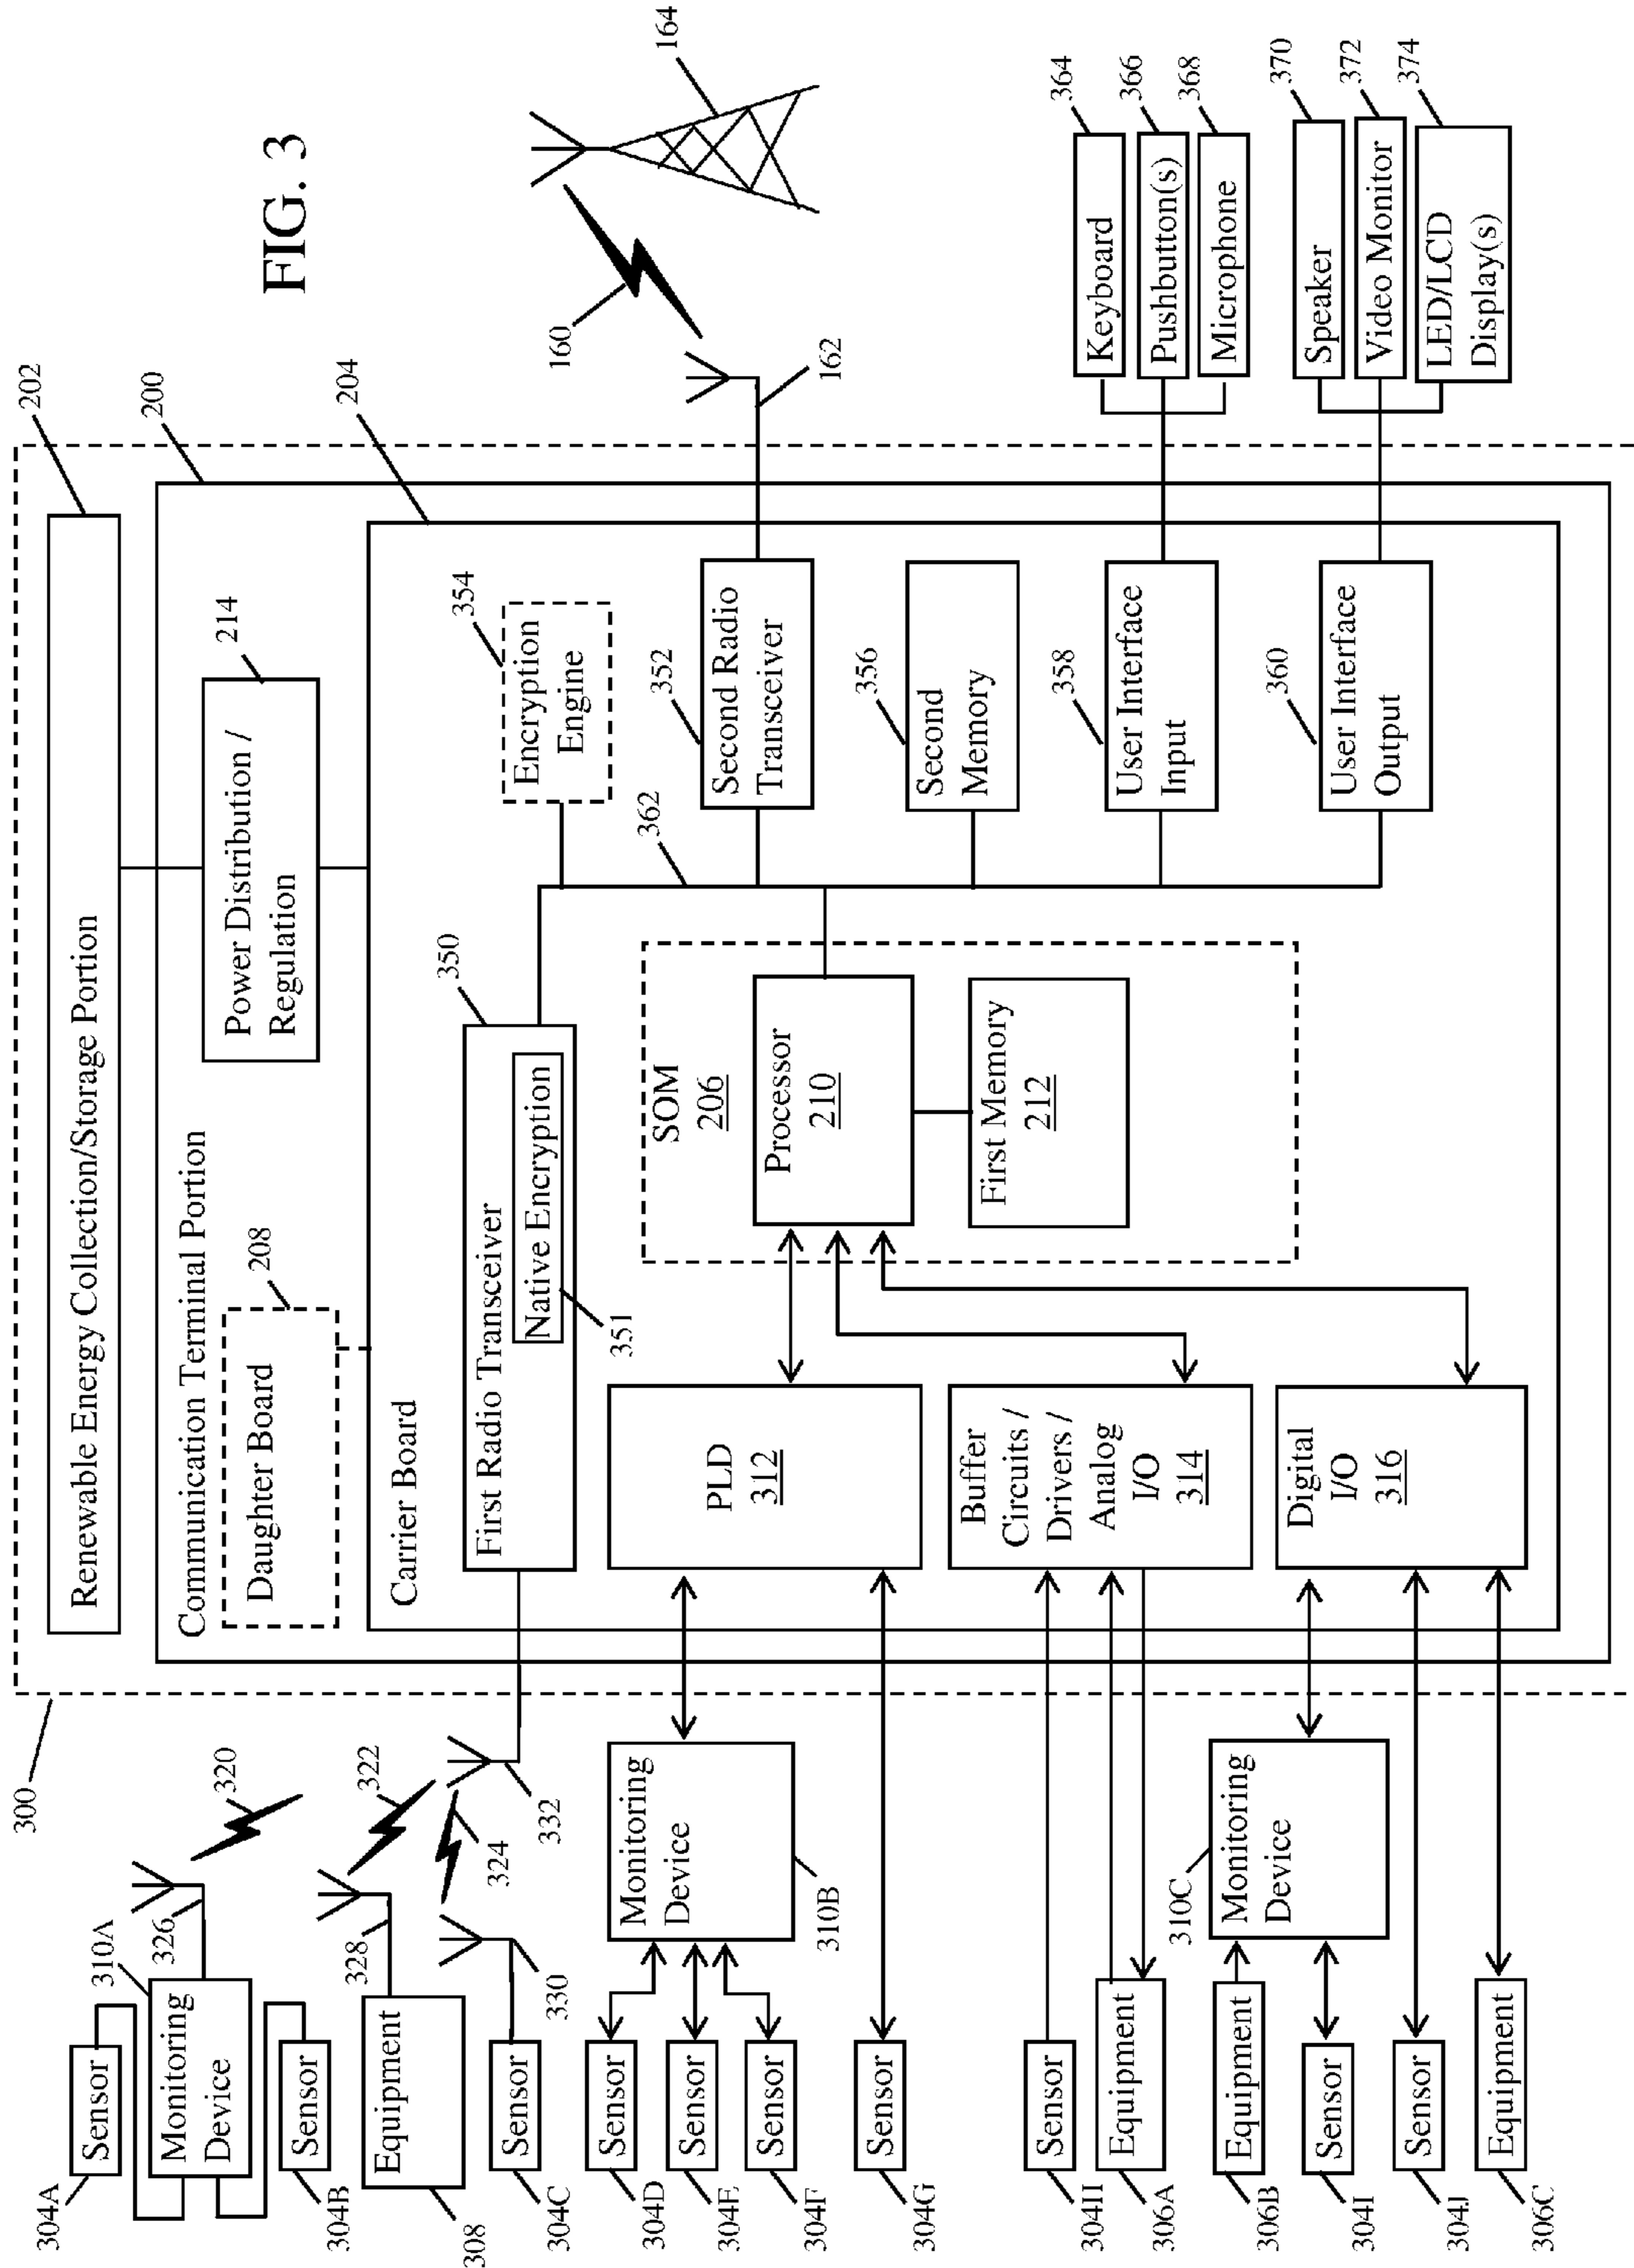 FIG. 3
300
202
200
204
Renewable Energy Collection/Storage Portion
Communication Terminal Portion
Power Distribution /
Regulation
214
Daughter Board
208
Carrier Board
First Radio Transceiver
350
Native Encryption
351
Encryption
Engine
354
362
Second Radio
Transceiver
352
Second
Memory
356
User Interface
Input
358
User Interface
Output
360
SOM
206
Processor
210
First Memory
212
PLD
312
Buffer
Circuits /
Drivers /
Analog
I/O
314
Digital
I/O
316
160
162
164
Keyboard
364
Pushbutton(s)
366
Microphone
368
Speaker
370
Video Monitor
372
LED/LCD
Display(s)
374
304A
Sensor
310A
Monitoring
Device
326
320
Sensor
304B
Equipment
308
328
322
Sensor
304C
330
324
332
Sensor
304D
Sensor
304E
Sensor
304F
Monitoring
Device
310B
Sensor
304G
Sensor
304H
Equipment
306A
Equipment
306B
310C
Monitoring
Device
Sensor
304I
Sensor
304J
Equipment
306C